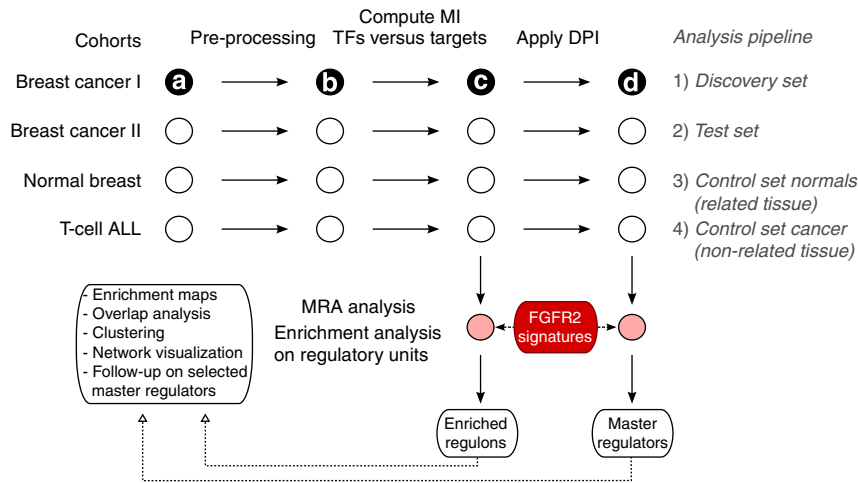 Cohorts
Pre-processing
Compute MI
TFs versus targets
Apply DPI
Analysis pipeline
Breast cancer I
a
b
c
d
1) Discovery set
Breast cancer II
2) Test set
Normal breast
3) Control set normals
(related tissue)
T-cell ALL
4) Control set cancer
(non-related tissue)
- Enrichment maps
- Overlap analysis
- Clustering
- Network visualization
- Follow-up on selected
master regulators
MRA analysis
Enrichment analysis
on regulatory units
FGFR2
signatures
Enriched
regulons
Master
regulators